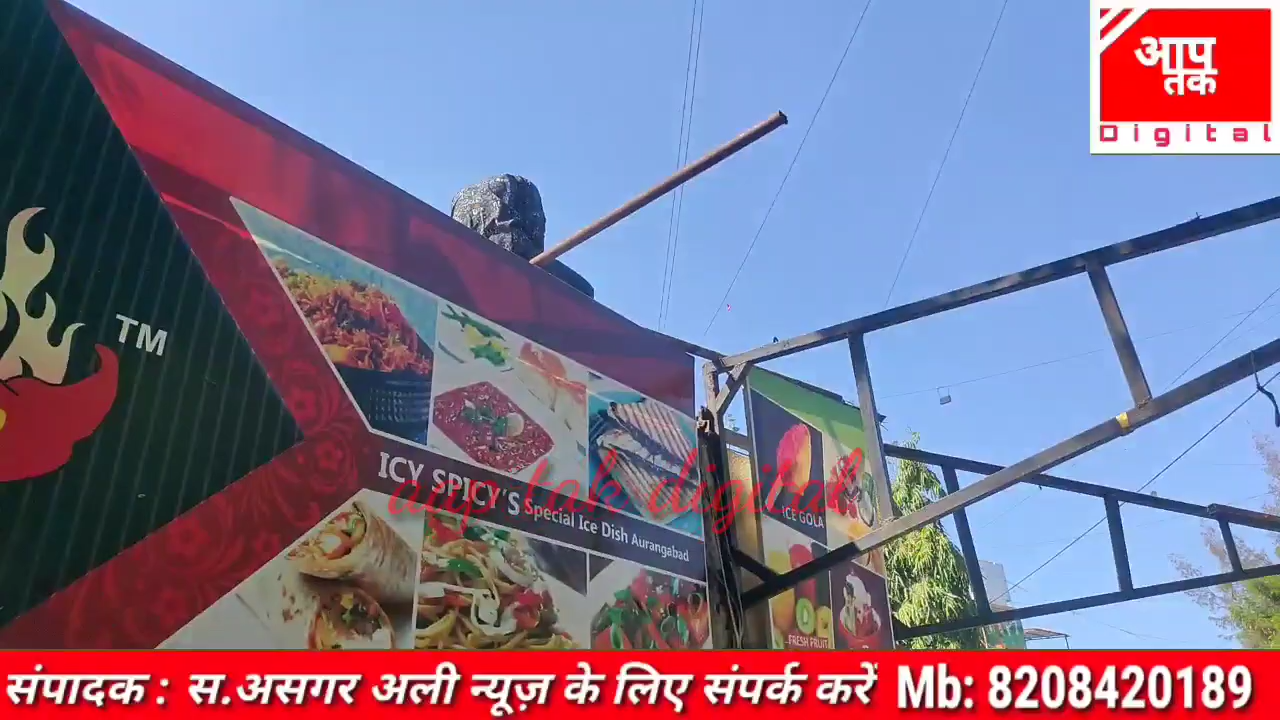 आप
तक
Digital
TM
ICY SPICY'S Special Ice Dish Aurangabad
aap tak digital
ICE GOLA
FRESH FRUIT
संपादक : स.असगर अली न्यूज़ के लिए संपर्क करें Mb: 8208420189